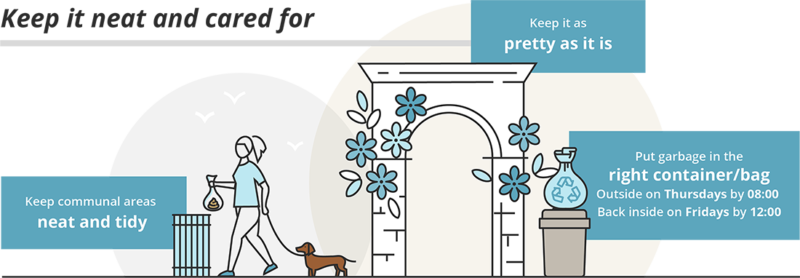 Keep it neat and cared for
Keep it as
pretty as it is
Put garbage in the
right container/bag
Outside on Thursdays by 08:00
Back inside on Fridays by 12:00
Keep communal areas
neat and tidy